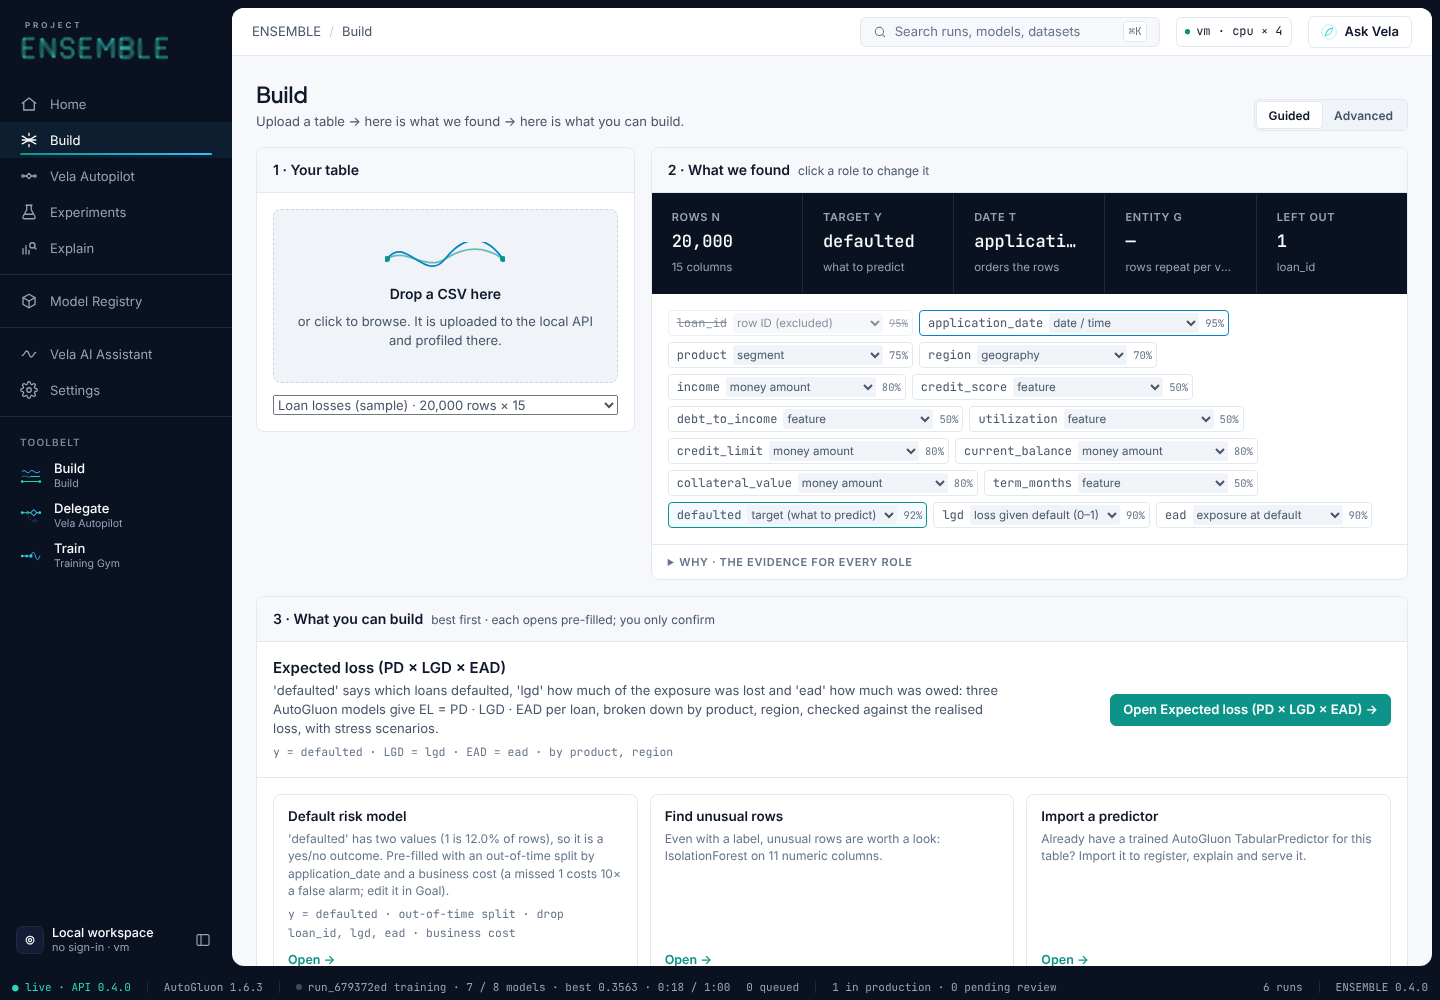 PROJECT
ENSEMBLE
Home
Build
Vela Autopilot
Experiments
Explain
Model Registry
Vela AI Assistant
Settings
TOOLBELT
Build
Build
Delegate
Vela Autopilot
Train
Training Gym
Local workspace
no sign-in · vm
ENSEMBLE / Build
Search runs, models, datasets ⌘K
vm · cpu × 4
Ask Vela
Build
Upload a table → here is what we found → here is what you can build.
Guided Advanced
1 · Your table
Drop a CSV here
or click to browse. It is uploaded to the local API
and profiled there.
Loan losses (sample) · 20,000 rows × 15
2 · What we found click a role to change it
ROWS N TARGET Y DATE T ENTITY G LEFT OUT
20,000 defaulted applicati… — 1
15 columns what to predict orders the rows rows repeat per v… loan_id
loan_id row ID (excluded) 95% application_date date / time 95%
product segment 75% region geography 70%
income money amount 80% credit_score feature 50%
debt_to_income feature 50% utilization feature 50%
credit_limit money amount 80% current_balance money amount 80%
collateral_value money amount 80% term_months feature 50%
defaulted target (what to predict) 92% lgd loss given default (0–1) 90% ead exposure at default 90%
▶ WHY · THE EVIDENCE FOR EVERY ROLE
3 · What you can build best first · each opens pre-filled; you only confirm
Expected loss (PD × LGD × EAD)
'defaulted' says which loans defaulted, 'lgd' how much of the exposure was lost and 'ead' how much was owed: three
AutoGluon models give EL = PD · LGD · EAD per loan, broken down by product, region, checked against the realised
loss, with stress scenarios.
y = defaulted · LGD = lgd · EAD = ead · by product, region
Open Expected loss (PD × LGD × EAD) →
Default risk model
'defaulted' has two values (1 is 12.0% of rows), so it is a
yes/no outcome. Pre-filled with an out-of-time split by
application_date and a business cost (a missed 1 costs 10×
a false alarm; edit it in Goal).
y = defaulted · out-of-time split · drop
loan_id, lgd, ead · business cost
Open →
Find unusual rows
Even with a label, unusual rows are worth a look:
IsolationForest on 11 numeric columns.
Open →
Import a predictor
Already have a trained AutoGluon TabularPredictor for this
table? Import it to register, explain and serve it.
Open →
live · API 0.4.0 AutoGluon 1.6.3 run_679372ed training · 7 / 8 models · best 0.3563 · 0:18 / 1:00 0 queued 1 in production · 0 pending review 6 runs ENSEMBLE 0.4.0